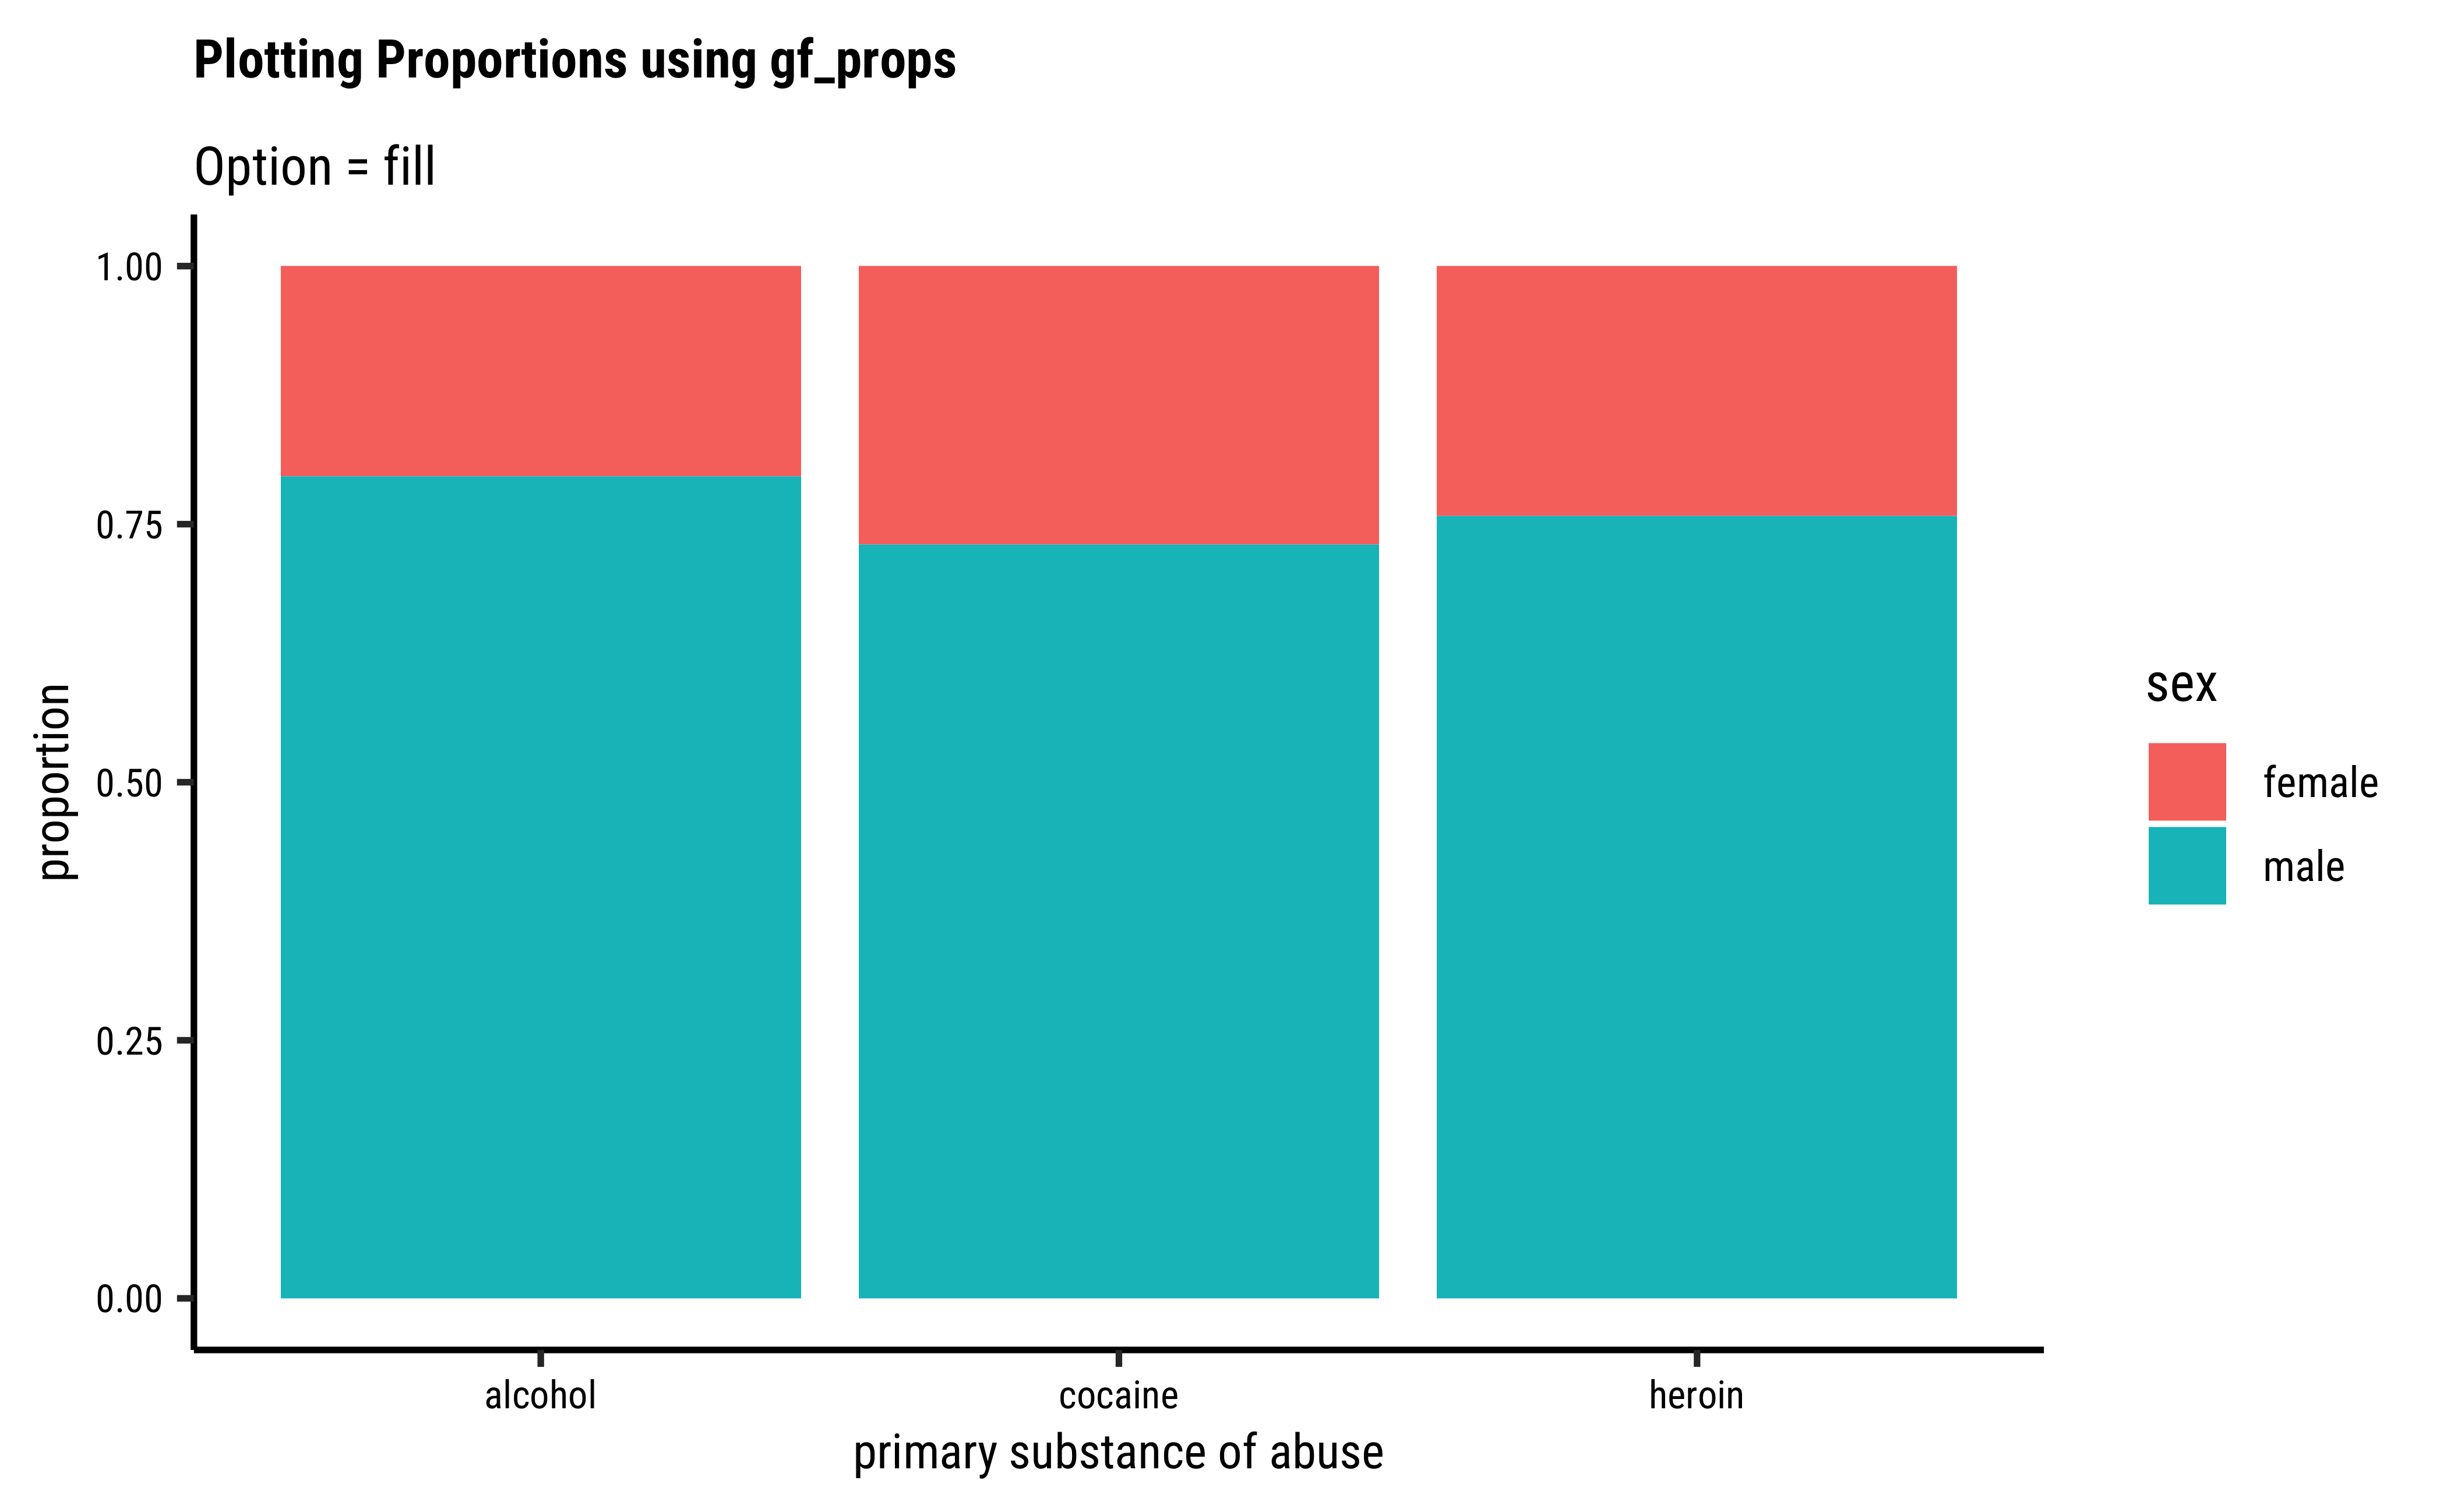 Plotting Proportions using gf_props
Option = fill
1.00
0.75
0.50
0.25
0.00
proportion
alcohol
cocaine
heroin
primary substance of abuse
sex
female
male